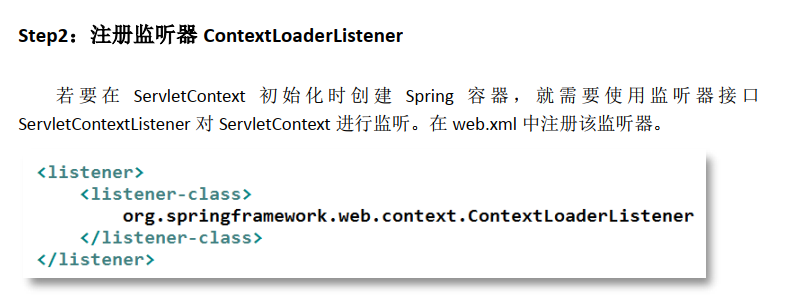 Step2：注册监听器 ContextLoaderListener
若要在 ServletContext 初始化时创建 Spring 容器，就需要使用监听器接口
ServletContextListener 对 ServletContext 进行监听。在 web.xml 中注册该监听器。
<listener>
    <listener-class>
        org.springframework.web.context.ContextLoaderListener
    </listener-class>
</listener>